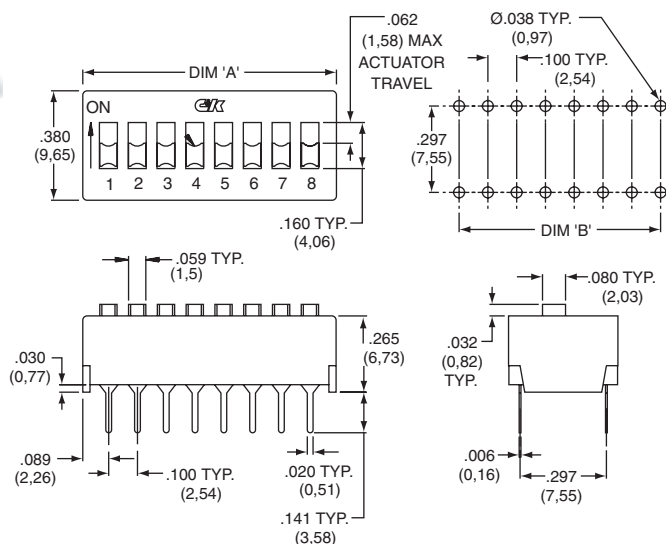 DIM 'A'
ON
C&K
1 2 3 4 5 6 7 8
.380
(9,65)
.062
(1,58) MAX
ACTUATOR
TRAVEL
.160 TYP.
(4,06)
Ø.038 TYP.
(0,97)
.100 TYP.
(2,54)
.297
(7,55)
DIM 'B'
.059 TYP.
(1,5)
.030
(0,77)
.265
(6,73)
.089
(2,26)
.100 TYP.
(2,54)
.020 TYP.
(0,51)
.141 TYP.
(3,58)
.080 TYP.
(2,03)
.032
(0,82)
TYP.
.006
(0,16)
.297
(7,55)